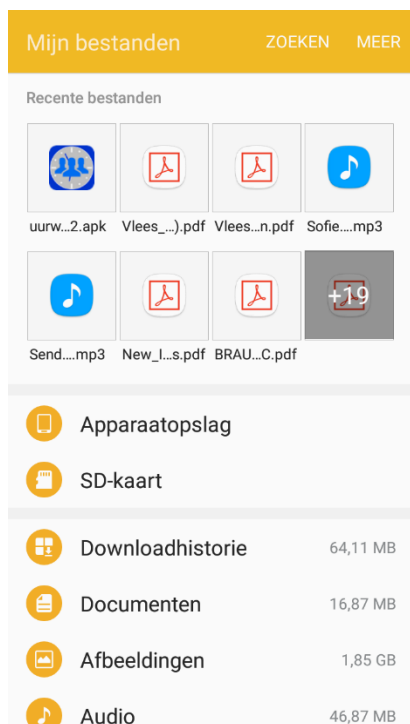 Mijn bestanden ZOEKEN MEER
Recente bestanden
uurw...2.apk Vlees_...).pdf Vlees...n.pdf Sofie....mp3
+19
Send....mp3 New_l...s.pdf BRAU...C.pdf
Apparaatopslag
SD-kaart
Downloadhistorie 64,11 MB
Documenten 16,87 MB
Afbeeldingen 1,85 GB
Audio 46,87 MB